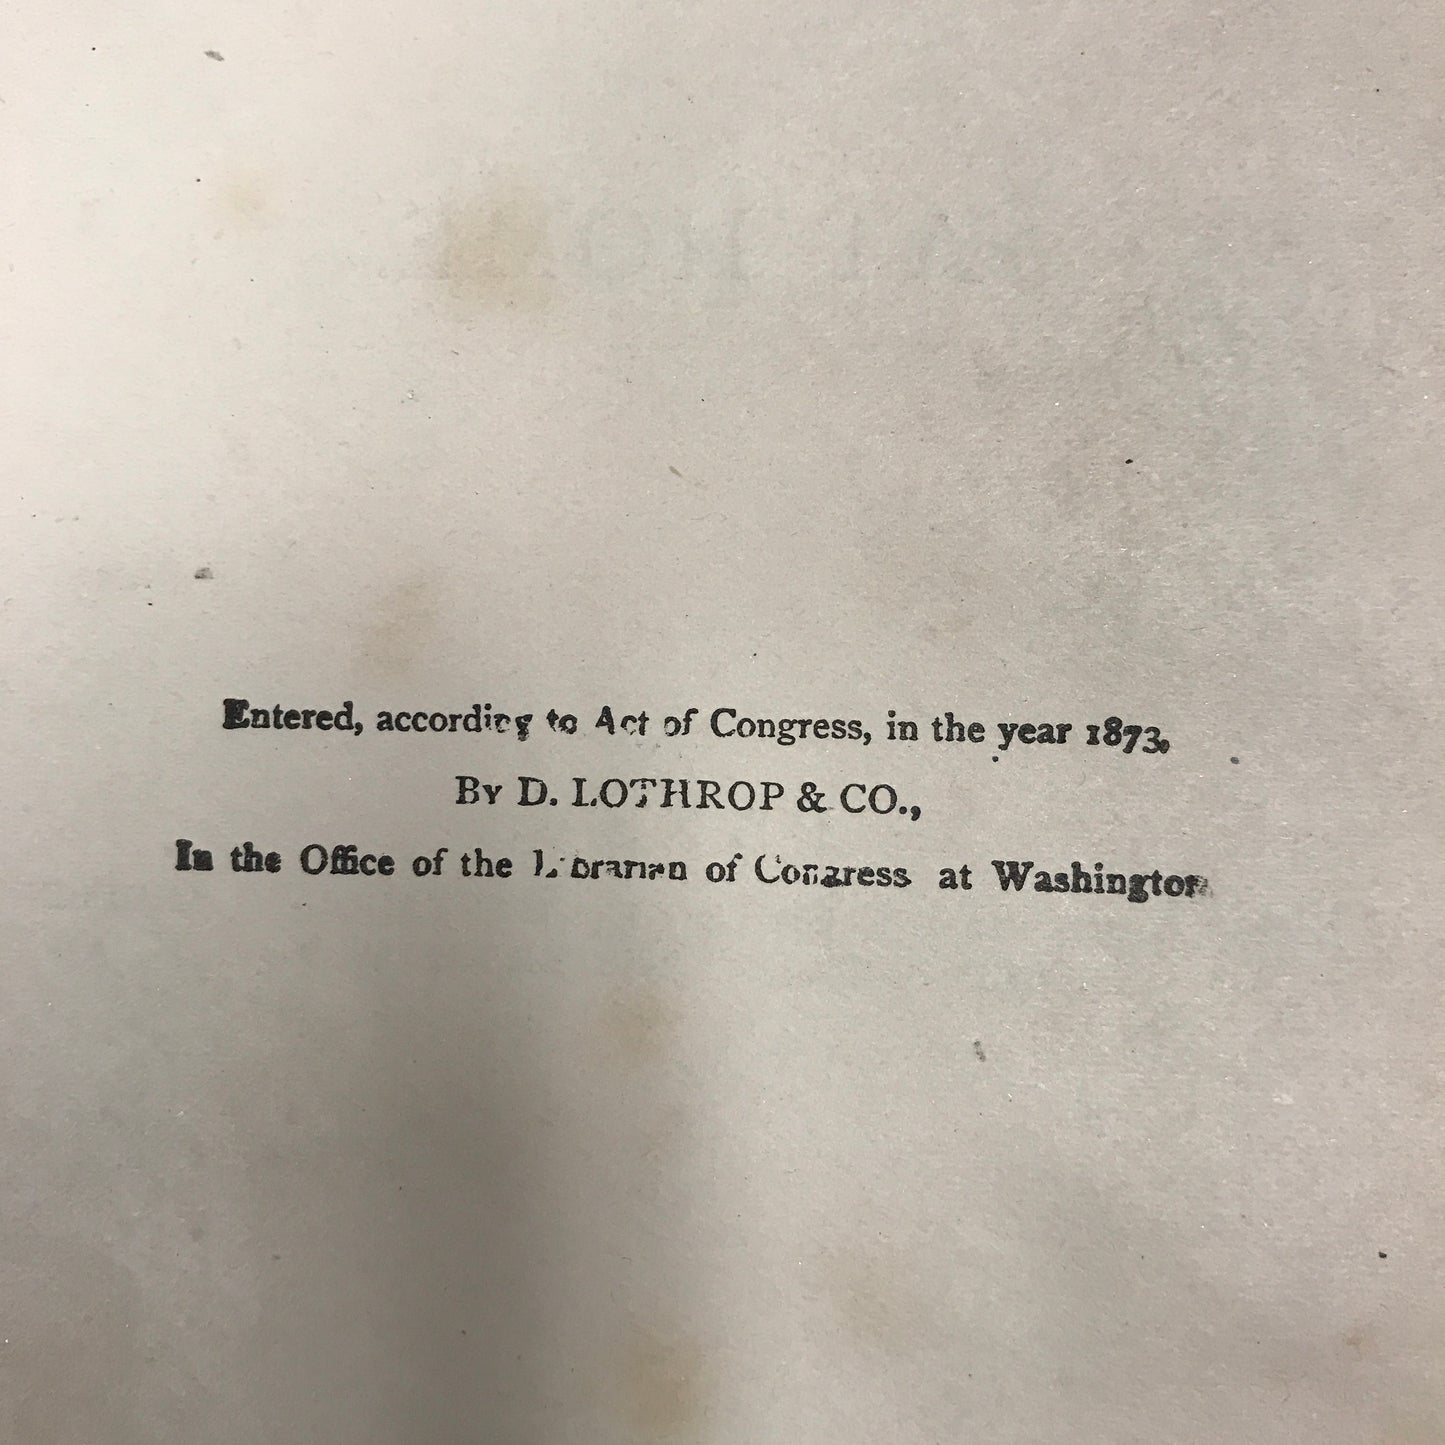 Entered, according to Act of Congress, in the year 1873,
By D. LOTHROP & CO.,
In the Office of the Librarian of Congress at Washington